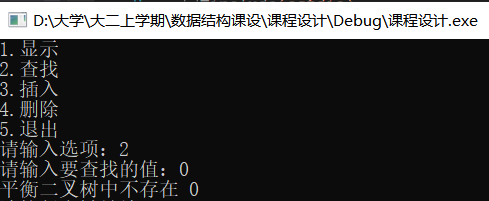 D:\大学\大二上学期\数据结构课设\课程设计\Debug\课程设计.exe
1.显示
2.查找
3.插入
4.删除
5.退出
请输入选项：2
请输入要查找的值：0
平衡二叉树中不存在 0